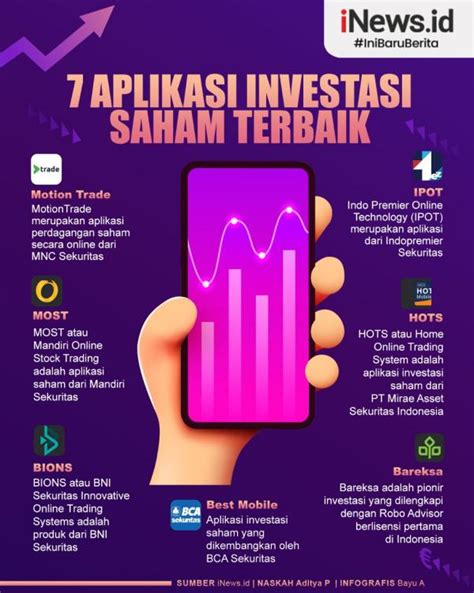 iNews.id
#IniBaruBerita
7 APLIKASI INVESTASI
SAHAM TERBAIK
trade
Motion Trade
MotionTrade
merupakan aplikasi
perdagangan saham
secara online dari
MNC Sekuritas
MOST
MOST atau
Mandiri Online
Stock Trading
adalah aplikasi
saham dari Mandiri
Sekuritas
BIONS
BIONS atau BNI
Sekuritas Innovative
Online Trading
Systems adalah
produk dari BNI
Sekuritas
BCA
sekuritas
Best Mobile
Aplikasi investasi
saham yang
dikembangkan oleh
BCA Sekuritas
IPOT
Indo Premier Online
Technology (IPOT)
merupakan aplikasi
dari Indopremier
Sekuritas
HOT
Mobile
HOTS
HOTS atau Home
Online Trading
System adalah
aplikasi investasi
saham dari
PT Mirae Asset
Sekuritas Indonesia
Bareksa
Bareksa adalah pionir
investasi yang dilengkapi
dengan Robo Advisor
berlisensi pertama
di Indonesia
SUMBER iNews.id | NASKAH Aditya P | INFOGRAFIS Bayu A